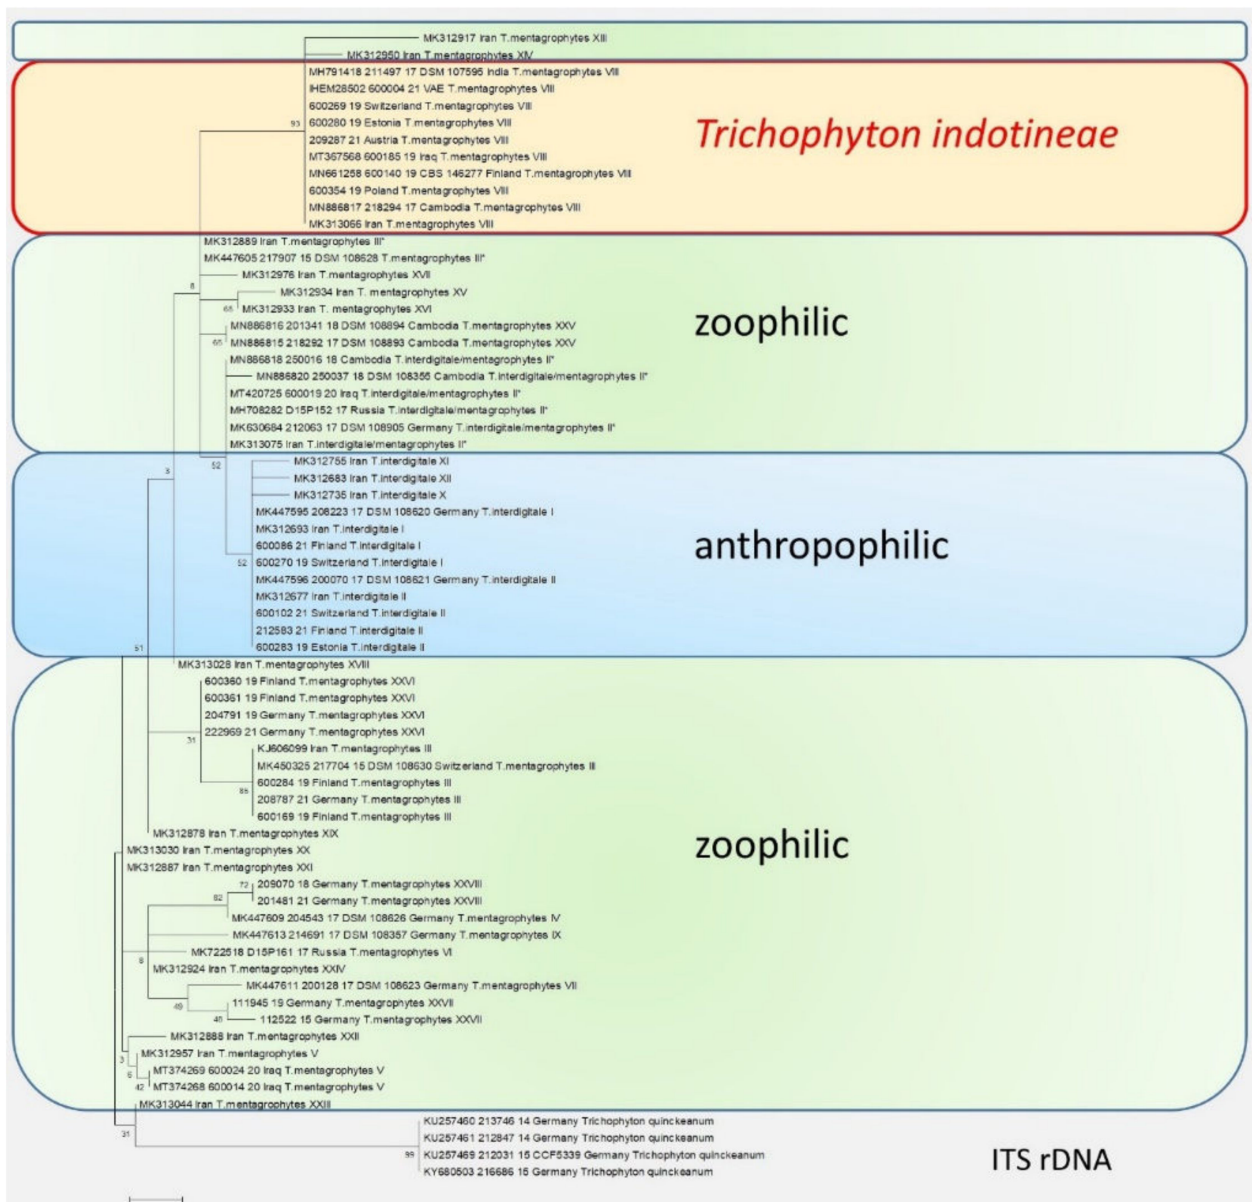 MK312917 Iran T.mentagrophytes XIII
MK312950 Iran T.mentagrophytes XIV
MH791418 211497 17 DSM 107595 India T.mentagrophytes VIII
IHEM28502 600004 21 VAE T.mentagrophytes VIII
600269 19 Switzerland T.mentagrophytes VIII
600280 19 Estonia T.mentagrophytes VIII
93
209287 21 Austria T.mentagrophytes VIII
Trichophyton indotineae
MT367568 600185 19 Iraq T.mentagrophytes VIII
MN661258 600140 19 CBS 146277 Finland T.mentagrophytes VIII
600354 19 Poland T.mentagrophytes VIII
MN886817 218294 17 Cambodia T.mentagrophytes VIII
MK313066 Iran T.mentagrophytes VIII
MK312889 Iran T.mentagrophytes III*
MK447605 217907 15 DSM 108628 T.mentagrophytes III*
MK312976 Iran T.mentagrophytes XVII
8
MK312934 Iran T. mentagrophytes XV
68
MK312933 Iran T. mentagrophytes XVI
zoophilic
MN886816 201341 18 DSM 108894 Cambodia T.mentagrophytes XXV
65
MN886815 218292 17 DSM 108893 Cambodia T.mentagrophytes XXV
MN886818 250016 18 Cambodia T.interdigitale/mentagrophytes II*
MN886820 250037 18 DSM 108355 Cambodia T.interdigitale/mentagrophytes II*
MT420725 600019 20 Iraq T.interdigitale/mentagrophytes II*
MH708282 D15P152 17 Russia T.interdigitale/mentagrophytes II*
MK630684 212063 17 DSM 108905 Germany T.interdigitale/mentagrophytes II*
MK313075 Iran T.interdigitale/mentagrophytes II*
52
MK312755 Iran T.interdigitale XI
3
MK312683 Iran T.interdigitale XII
MK312735 Iran T.interdigitale X
MK447595 208223 17 DSM 108620 Germany T.interdigitale I
MK312693 Iran T.interdigitale I
600086 21 Finland T.interdigitale I
anthropophilic
52
600270 19 Switzerland T.interdigitale I
MK447596 200070 17 DSM 108621 Germany T.interdigitale II
MK312677 Iran T.interdigitale II
600102 21 Switzerland T.interdigitale II
212583 21 Finland T.interdigitale II
51
600283 19 Estonia T.interdigitale II
MK313028 Iran T.mentagrophytes XVIII
600360 19 Finland T.mentagrophytes XXVI
600361 19 Finland T.mentagrophytes XXVI
204791 19 Germany T.mentagrophytes XXVI
222969 21 Germany T.mentagrophytes XXVI
31
KJ606099 Iran T.mentagrophytes III
MK450325 217704 15 DSM 108630 Switzerland T.mentagrophytes III
600284 19 Finland T.mentagrophytes III
86
208787 21 Germany T.mentagrophytes III
600169 19 Finland T.mentagrophytes III
MK312878 Iran T.mentagrophytes XIX
zoophilic
MK313030 Iran T.mentagrophytes XX
MK312887 Iran T.mentagrophytes XXI
72
209070 18 Germany T.mentagrophytes XXVIII
82
201481 21 Germany T.mentagrophytes XXVIII
MK447609 204543 17 DSM 108626 Germany T.mentagrophytes IV
MK447613 214691 17 DSM 108357 Germany T.mentagrophytes IX
MK722518 D15P161 17 Russia T.mentagrophytes VI
MK312924 Iran T.mentagrophytes XXIV
MK447611 200128 17 DSM 108623 Germany T.mentagrophytes VII
49
111945 19 Germany T.mentagrophytes XXVII
48
112522 15 Germany T.mentagrophytes XXVII
MK312888 Iran T.mentagrophytes XXII
3
MK312957 Iran T.mentagrophytes V
6
MT374269 600024 20 Iraq T.mentagrophytes V
42
MT374268 600014 20 Iraq T.mentagrophytes V
MK313044 Iran T.mentagrophytes XXIII
KU257460 213746 14 Germany Trichophyton quinckeanum
31
KU257461 212847 14 Germany Trichophyton quinckeanum
99
KU257469 212031 15 CCF5339 Germany Trichophyton quinckeanum
KY680503 216686 15 Germany Trichophyton quinckeanum
ITS rDNA